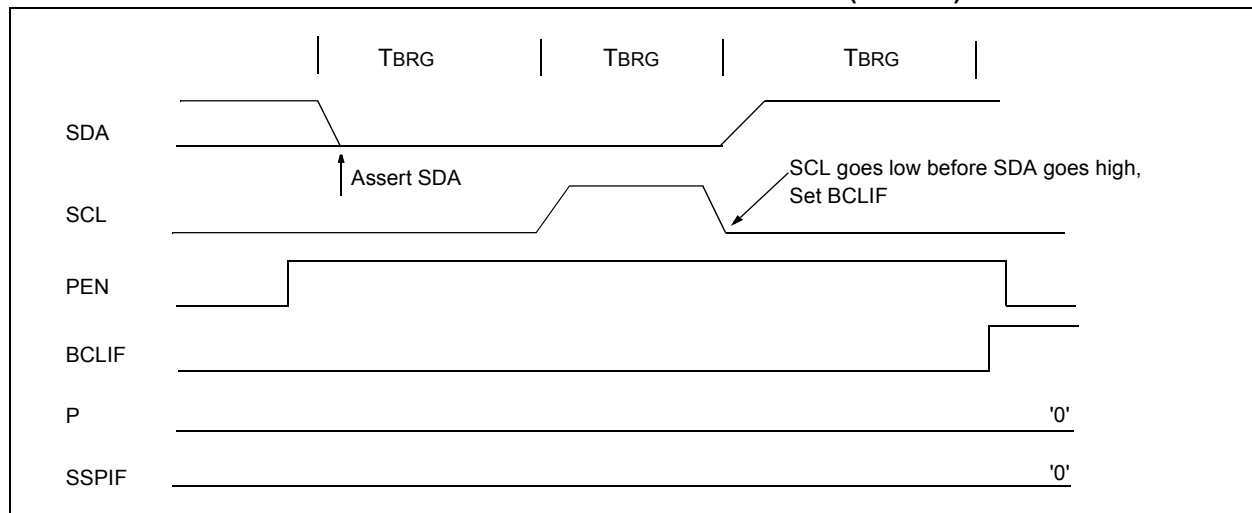 TBRG TBRG TBRG
SDA
Assert SDA
SCL goes low before SDA goes high,
Set BCLIF
SCL
PEN
BCLIF
P '0'
SSPIF '0'